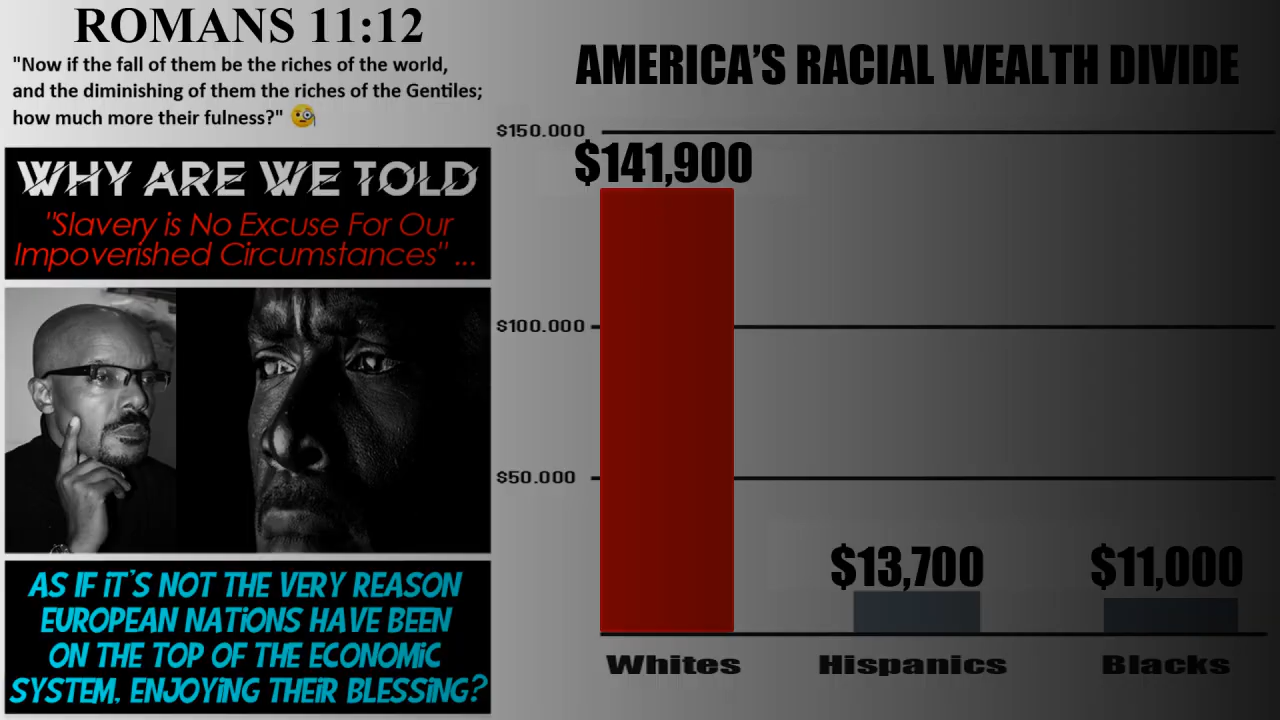 ROMANS 11:12
"Now if the fall of them be the riches of the world,
and the diminishing of them the riches of the Gentiles;
how much more their fulness?" 🧐
WHY ARE WE TOLD
"Slavery is No Excuse For Our
Impoverished Circumstances" ...
AS IF iT'S NOT THE VERY REASON
EUROPEAN NATiONS HAVE BEEN
ON THE TOP OF THE ECONOMiC
SYSTEM, ENJOYiNG THEiR BLESSiNG?
AMERICA'S RACIAL WEALTH DIVIDE
$150.000
$141,900
$100.000
$50.000
$13,700
$11,000
Whites
Hispanics
Blacks